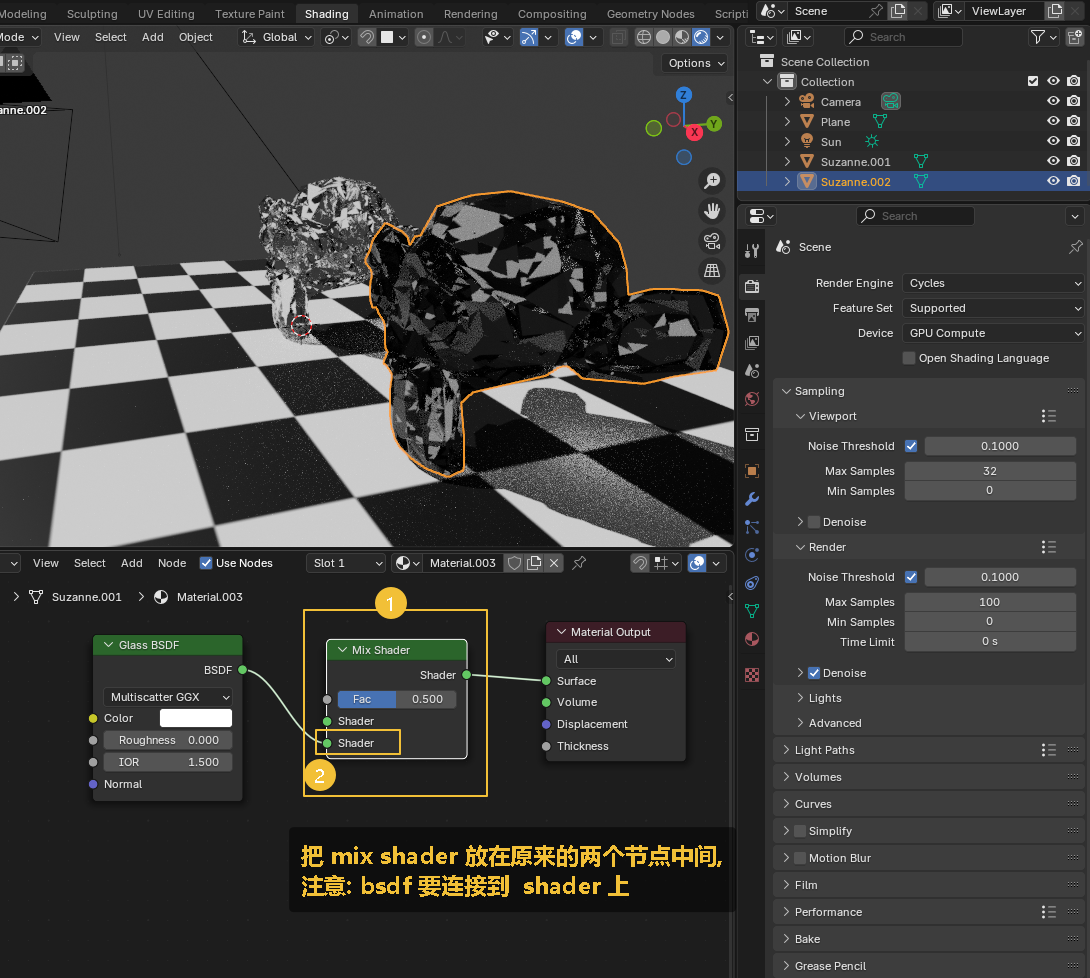 Modeling Sculpting UV Editing Texture Paint Shading Animation Rendering Compositing Geometry Nodes Scripti
Scene ViewLayer
Mode View Select Add Object Global
Search
Options
Scene Collection
Collection
Camera
Plane
Sun
Suzanne.001
Suzanne.002
anne.002
Z
Y
X
Search
Scene
Render Engine Cycles
Feature Set Supported
Device GPU Compute
Open Shading Language
Sampling
Viewport
Noise Threshold 0.1000
Max Samples 32
Min Samples 0
Denoise
Render
Noise Threshold 0.1000
Max Samples 100
Min Samples 0
Time Limit 0 s
Denoise
Lights
Advanced
Light Paths
Volumes
Curves
Simplify
Motion Blur
Film
Performance
Bake
Grease Pencil
View Select Add Node Use Nodes Slot 1 Material.003
Suzanne.001 Material.003
1
Glass BSDF
BSDF
Multiscatter GGX
Color
Roughness 0.000
IOR 1.500
Normal
Mix Shader
Shader
Fac 0.500
Shader
Shader
2
Material Output
All
Surface
Volume
Displacement
Thickness
把 mix shader 放在原来的两个节点中间,
注意: bsdf 要连接到 shader 上